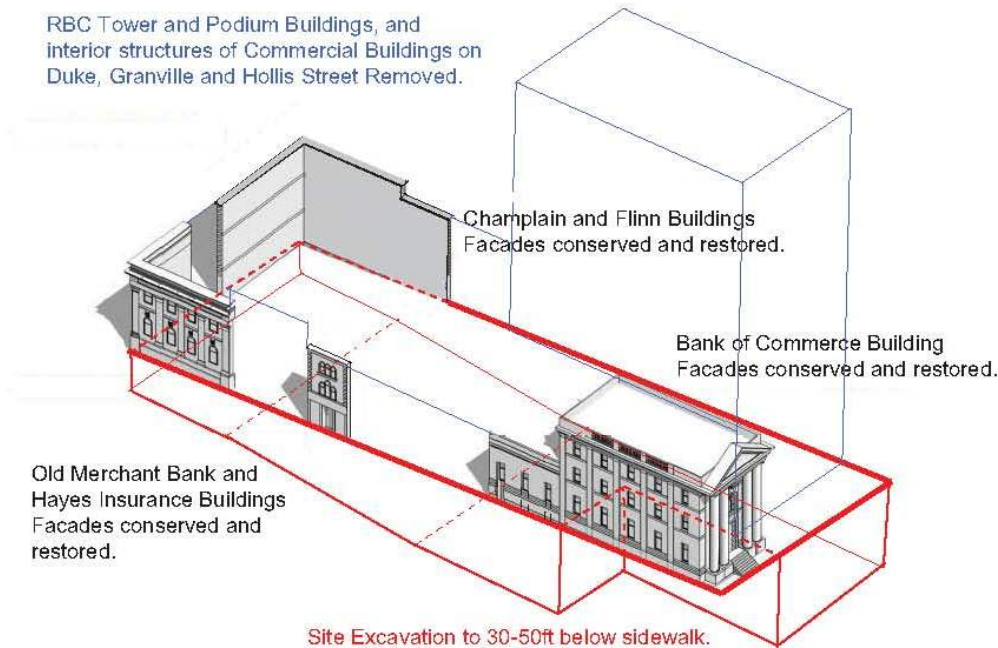 RBC Tower and Podium Buildings, and
interior structures of Commercial Buildings on
Duke, Granville and Hollis Street Removed.
Champlain and Flinn Buildings
Facades conserved and restored.
Bank of Commerce Building
Facades conserved and restored.
Old Merchant Bank and
Hayes Insurance Buildings
Facades conserved and
restored.
Site Excavation to 30-50ft below sidewalk.